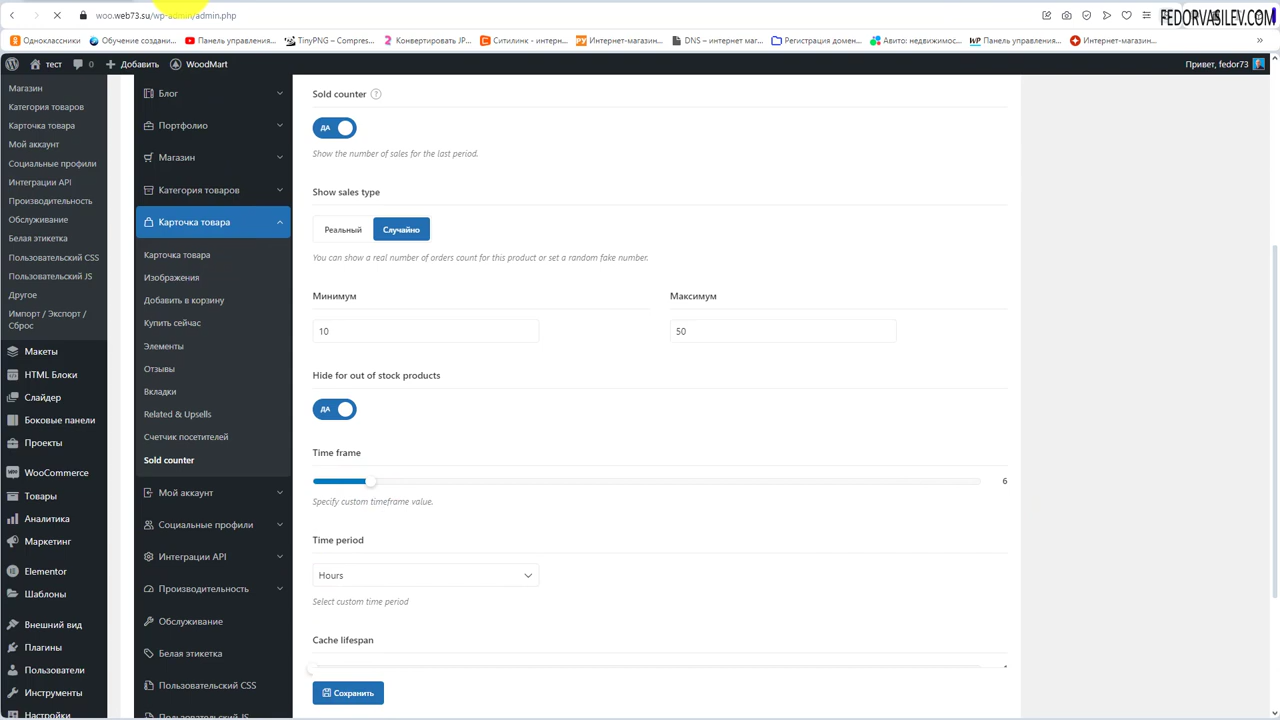 woo.web73.su/wp-admin/admin.php
FEDORVASILEV.COM
Одноклассники
Обучение создани...
Панель управления...
TinyPNG – Compres...
Конвертировать JP...
Ситилинк - интерн...
Интернет-магазин...
DNS – интернет маг...
Регистрация домен...
Авито: недвижимос...
Панель управления...
Интернет-магазин...
тест
0
Добавить
WoodMart
Привет, fedor73
Магазин
Категория товаров
Карточка товара
Мой аккаунт
Социальные профили
Интеграции API
Производительность
Обслуживание
Белая этикетка
Пользовательский CSS
Пользовательский JS
Другое
Импорт / Экспорт /
Сброс
Макеты
HTML Блоки
Слайдер
Боковые панели
Проекты
WooCommerce
Товары
Аналитика
Маркетинг
Elementor
Шаблоны
Внешний вид
Плагины
Пользователи
Инструменты
Настройки
Блог
Портфолио
Магазин
Категория товаров
Карточка товара
Карточка товара
Изображения
Добавить в корзину
Купить сейчас
Элементы
Отзывы
Вкладки
Related & Upsells
Счетчик посетителей
Sold counter
Мой аккаунт
Социальные профили
Интеграции API
Производительность
Обслуживание
Белая этикетка
Пользовательский CSS
Пользовательский JS
Sold counter
ДА
Show the number of sales for the last period.
Show sales type
Реальный
Случайно
You can show a real number of orders count for this product or set a random fake number.
Минимум
Максимум
10
50
Hide for out of stock products
ДА
Time frame
6
Specify custom timeframe value.
Time period
Hours
Select custom time period
Cache lifespan
Сохранить